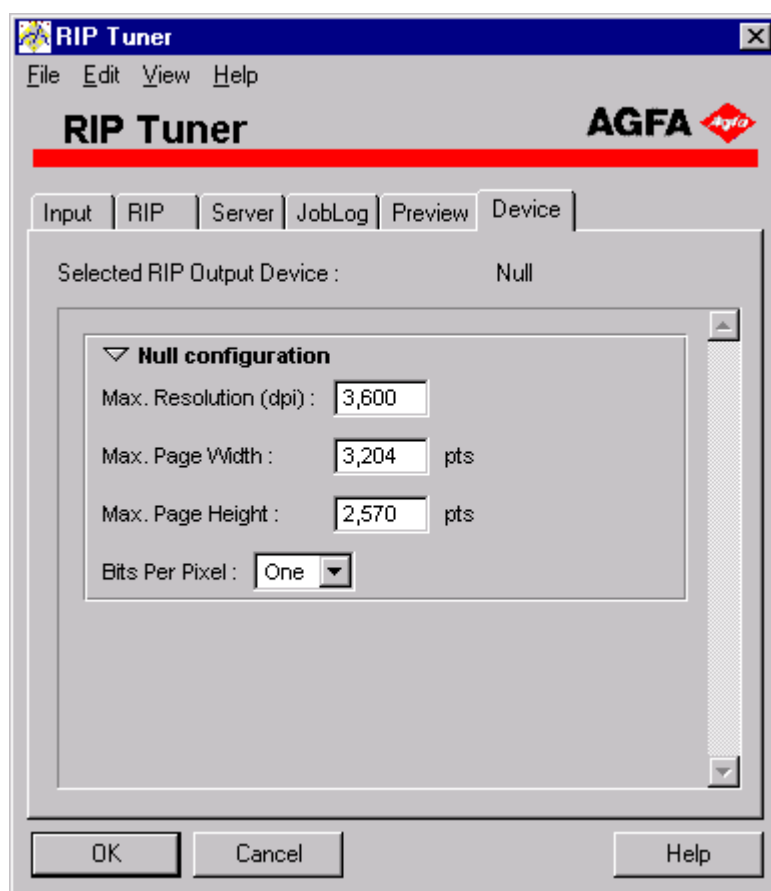 RIP Tuner
File Edit View Help
RIP Tuner AGFA Agfa
Input RIP Server JobLog Preview Device
Selected RIP Output Device : Null
Null configuration
Max. Resolution (dpi) : 3,600
Max. Page Width : 3,204 pts
Max. Page Height : 2,570 pts
Bits Per Pixel : One
OK Cancel Help